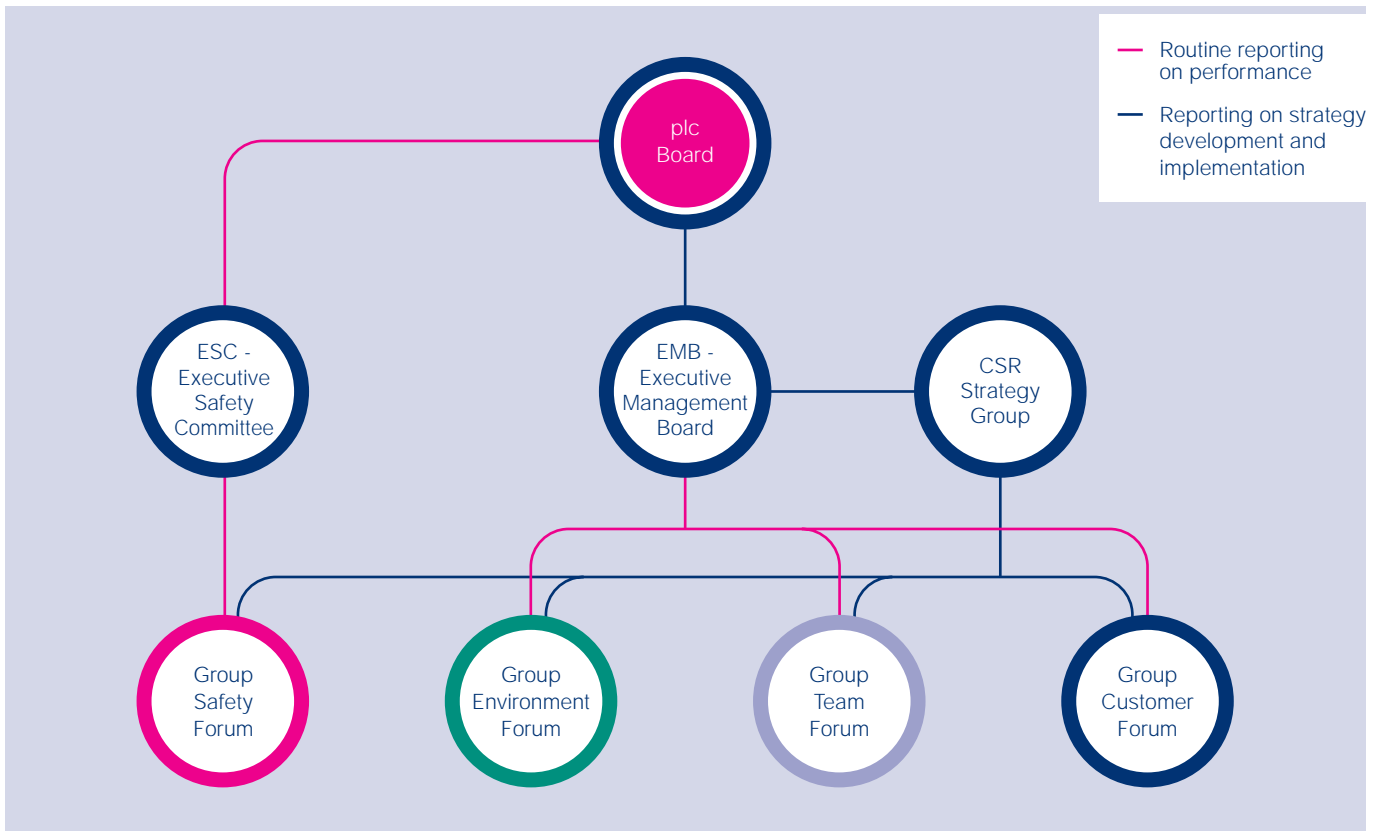 Routine reporting
on performance
Reporting on strategy
development and
implementation
plc
Board
ESC -
Executive
Safety
Committee
EMB -
Executive
Management
Board
CSR
Strategy
Group
Group
Safety
Forum
Group
Environment
Forum
Group
Team
Forum
Group
Customer
Forum